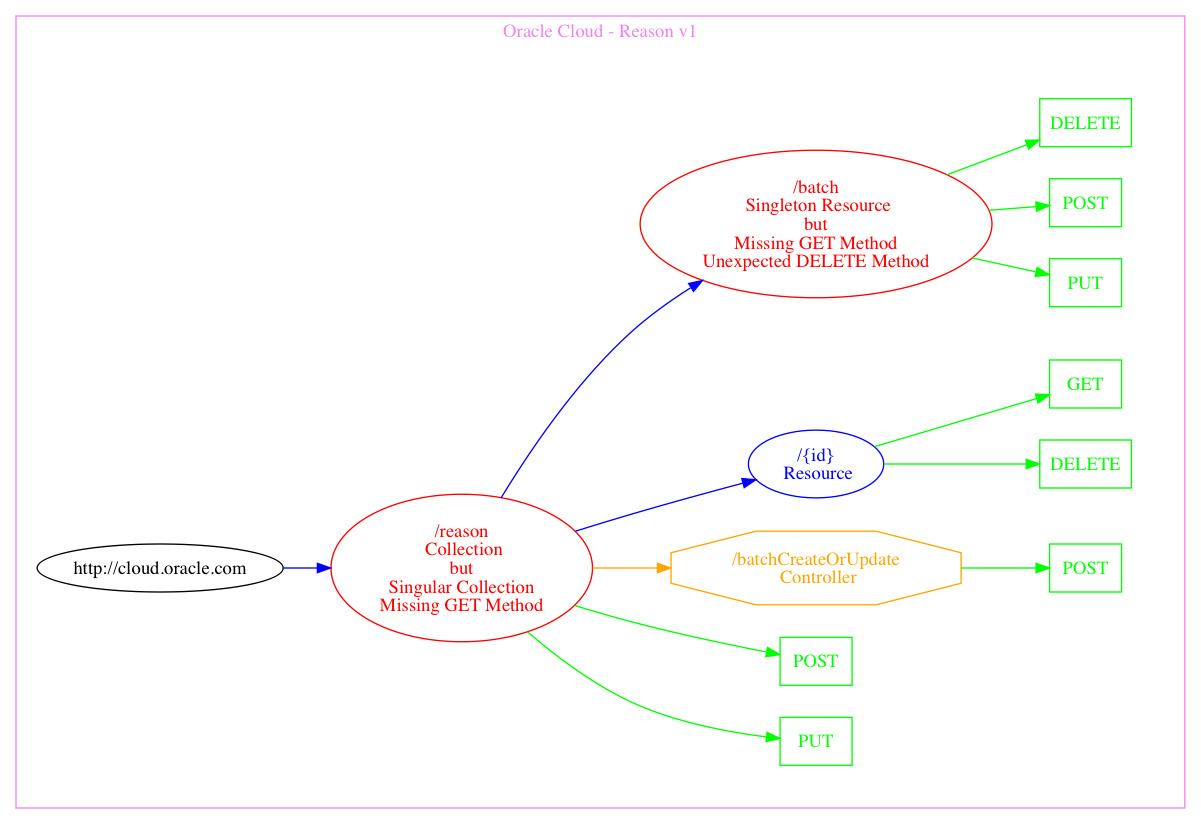 Oracle Cloud - Reason v1
DELETE
/batch
Singleton Resource
but
Missing GET Method
Unexpected DELETE Method
POST
PUT
GET
/{id}
Resource
DELETE
http://cloud.oracle.com
/reason
Collection
but
Singular Collection
Missing GET Method
/batchCreateOrUpdate
Controller
POST
POST
PUT